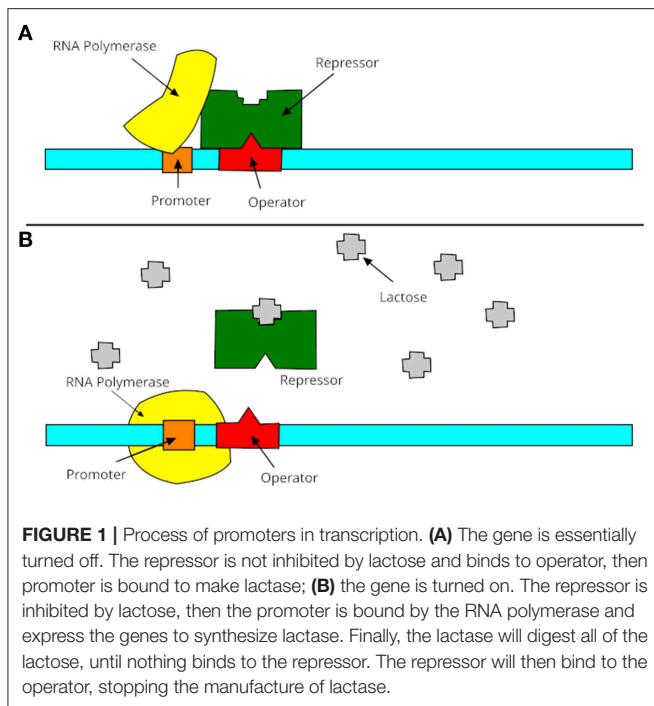 A
RNA Polymerase
Repressor
Promoter
Operator
B
Lactose
RNA Polymerase
Repressor
Promoter
Operator
FIGURE 1 | Process of promoters in transcription. (A) The gene is essentially
turned off. The repressor is not inhibited by lactose and binds to operator, then
promoter is bound to make lactase; (B) the gene is turned on. The repressor is
inhibited by lactose, then the promoter is bound by the RNA polymerase and
express the genes to synthesize lactase. Finally, the lactase will digest all of the
lactose, until nothing binds to the repressor. The repressor will then bind to the
operator, stopping the manufacture of lactase.